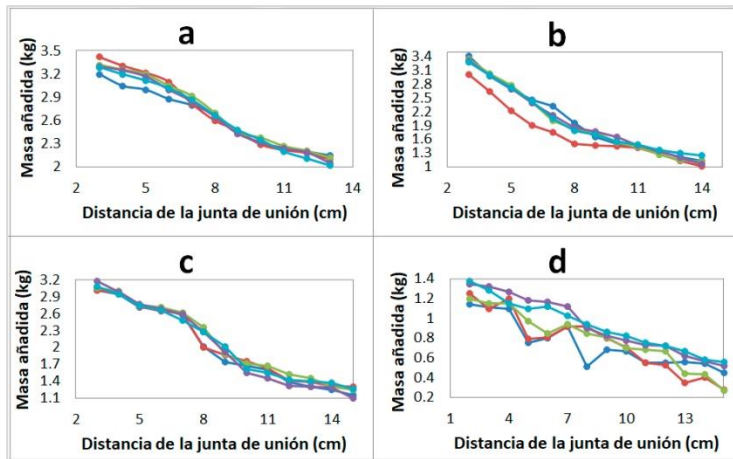 a
Masa añadida (kg)
3.5
3.2
2.9
2.6
2.3
2
2 5 8 11 14
Distancia de la junta de unión (cm)
b
Masa añadida (kg)
3.4
3.1
2.8
2.5
2.2
1.9
1.6
1.3
1
2 5 8 11 14
Distancia de la junta de unión (cm)
c
Masa añadida (kg)
3.2
2.9
2.6
2.3
2
1.7
1.4
1.1
2 5 8 11 14
Distancia de la junta de unión (cm)
d
Masa añadida (kg)
1.4
1.2
1
0.8
0.6
0.4
0.2
1 4 7 10 13
Distancia de la junta de unión (cm)